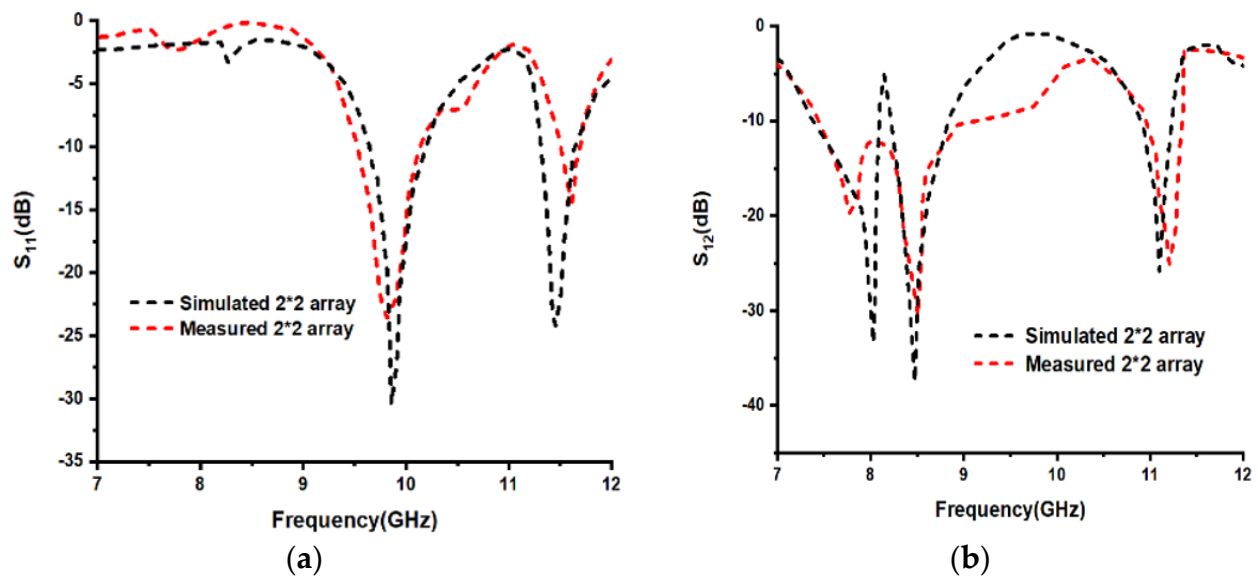 0
-5
-10
-15
-20
-25
-30
-35
S11(dB)
Simulated 2*2 array
Measured 2*2 array
7 8 9 10 11 12
Frequency(GHz)
(a)
0
-10
-20
-30
-40
S12(dB)
Simulated 2*2 array
Measured 2*2 array
7 8 9 10 11 12
Frequency(GHz)
(b)